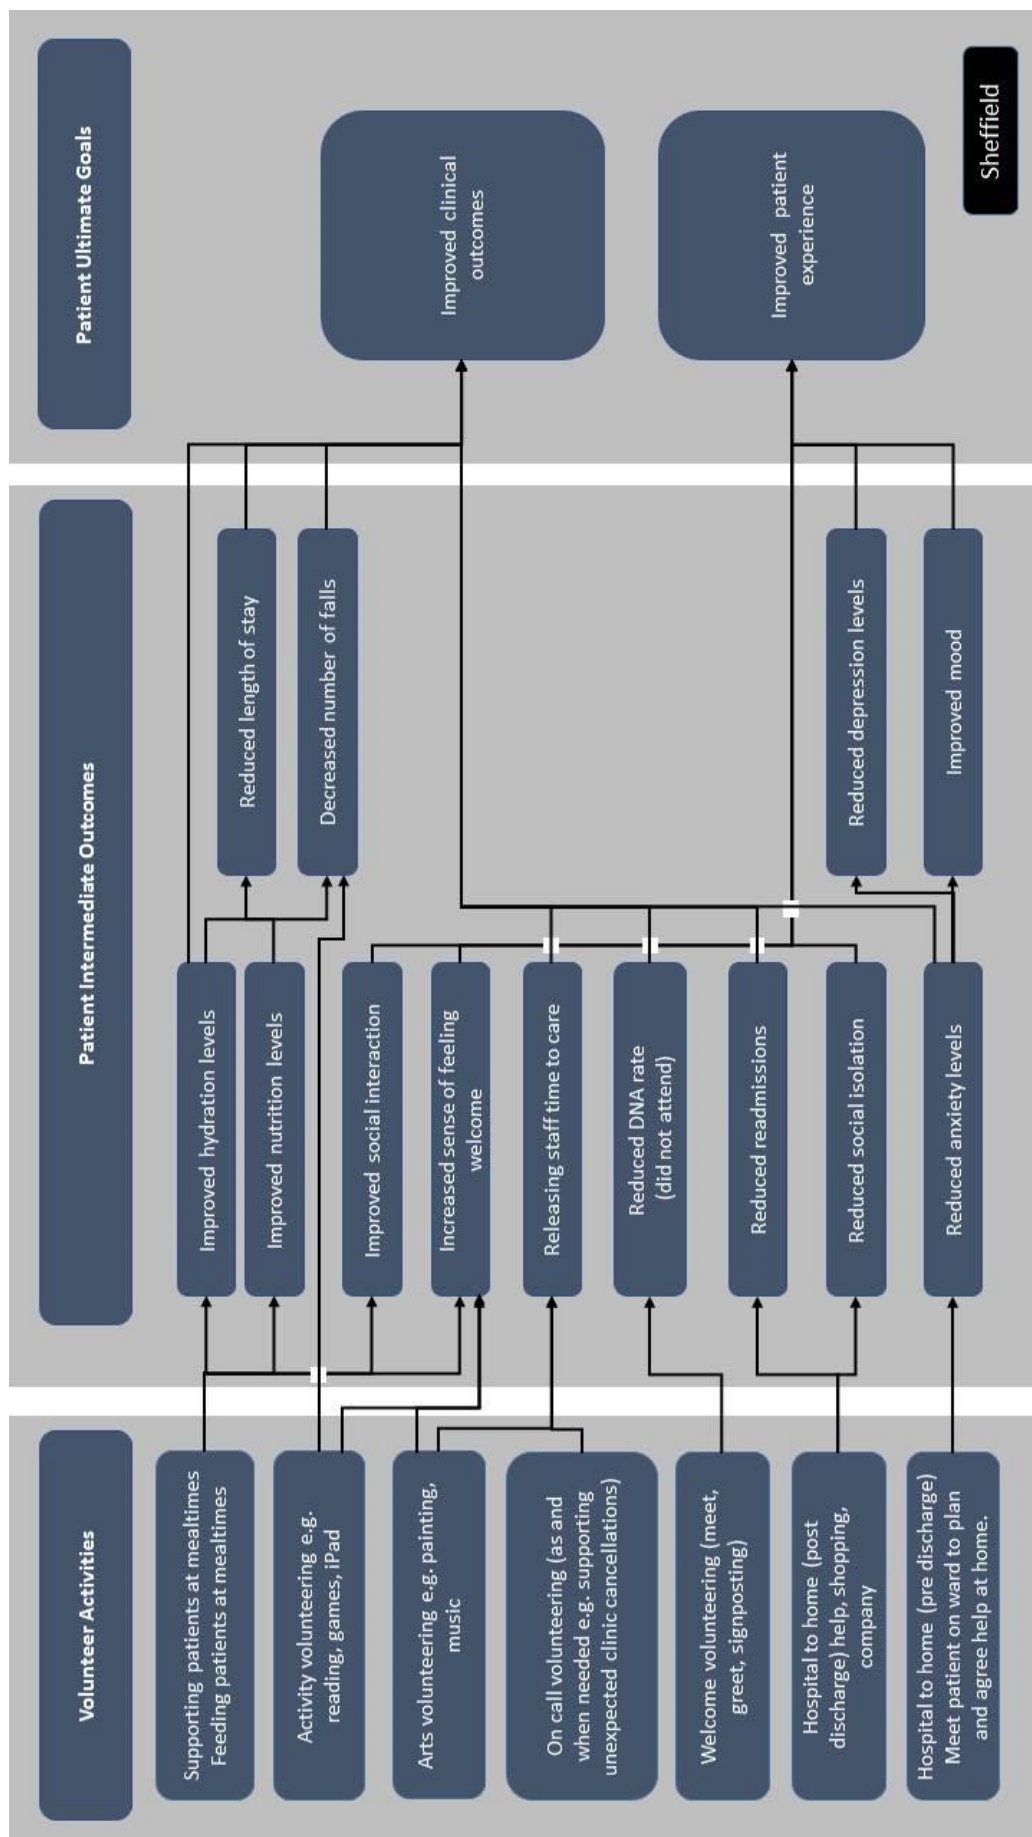 Volunteer Activities
Supporting patients at mealtimes
Feeding patients at mealtimes
Activity volunteering e.g.
reading, games, iPad
Arts volunteering e.g. painting,
music
On call volunteering (as and
when needed e.g. supporting
unexpected clinic cancellations)
Welcome volunteering (meet,
greet, signposting)
Hospital to home (post
discharge) help, shopping,
company
Hospital to home (pre discharge)
Meet patient on ward to plan
and agree help at home.
Patient Intermediate Outcomes
Improved hydration levels
Improved nutrition levels
Improved social interaction
Increased sense of feeling
welcome
Releasing staff time to care
Reduced DNA rate
(did not attend)
Reduced readmissions
Reduced social isolation
Reduced anxiety levels
Reduced length of stay
Decreased number of falls
Reduced depression levels
Improved mood
Patient Ultimate Goals
Improved clinical
outcomes
Improved patient
experience
Sheffield